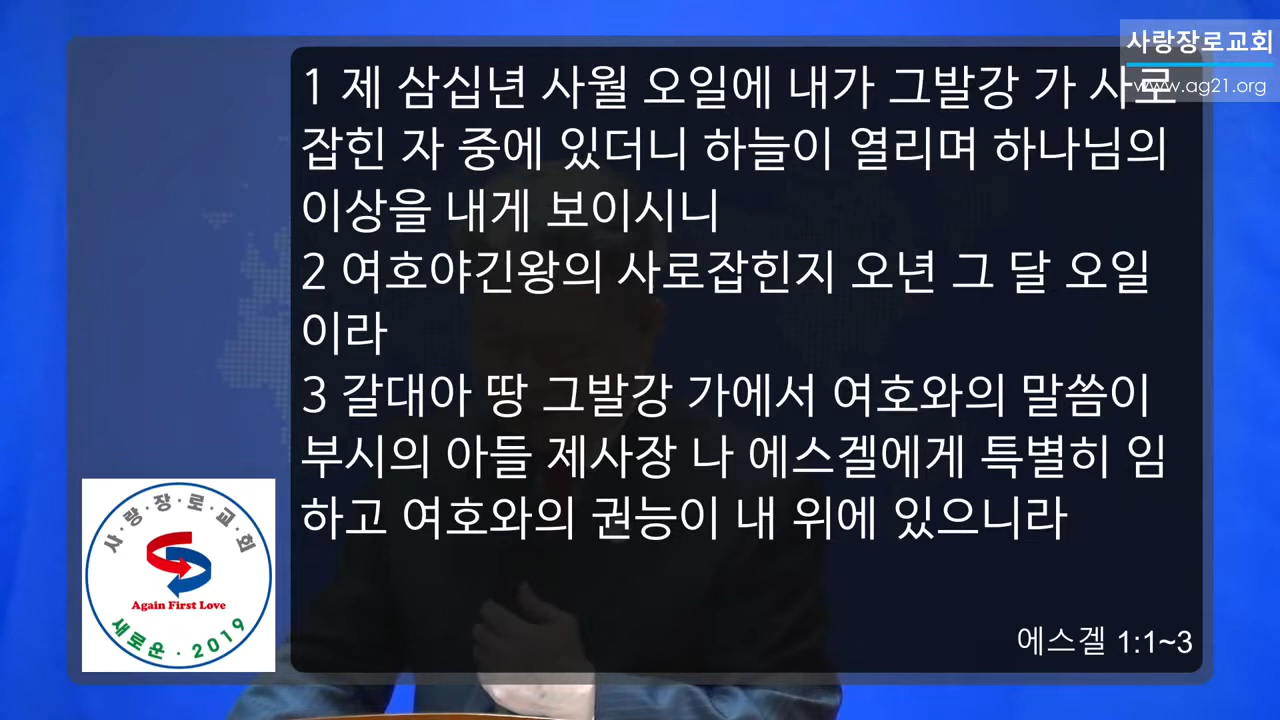 사랑장로교회
www.ag21.org
1 제 삼십년 사월 오일에 내가 그발강 가 사로
잡힌 자 중에 있더니 하늘이 열리며 하나님의
이상을 내게 보이시니
2 여호야긴왕의 사로잡힌지 오년 그 달 오일
이라
3 갈대아 땅 그발강 가에서 여호와의 말씀이
부시의 아들 제사장 나 에스겔에게 특별히 임
하고 여호와의 권능이 내 위에 있으니라
에스겔 1:1~3
사·랑·장·로·교·회
Again First Love
새로운 · 2019